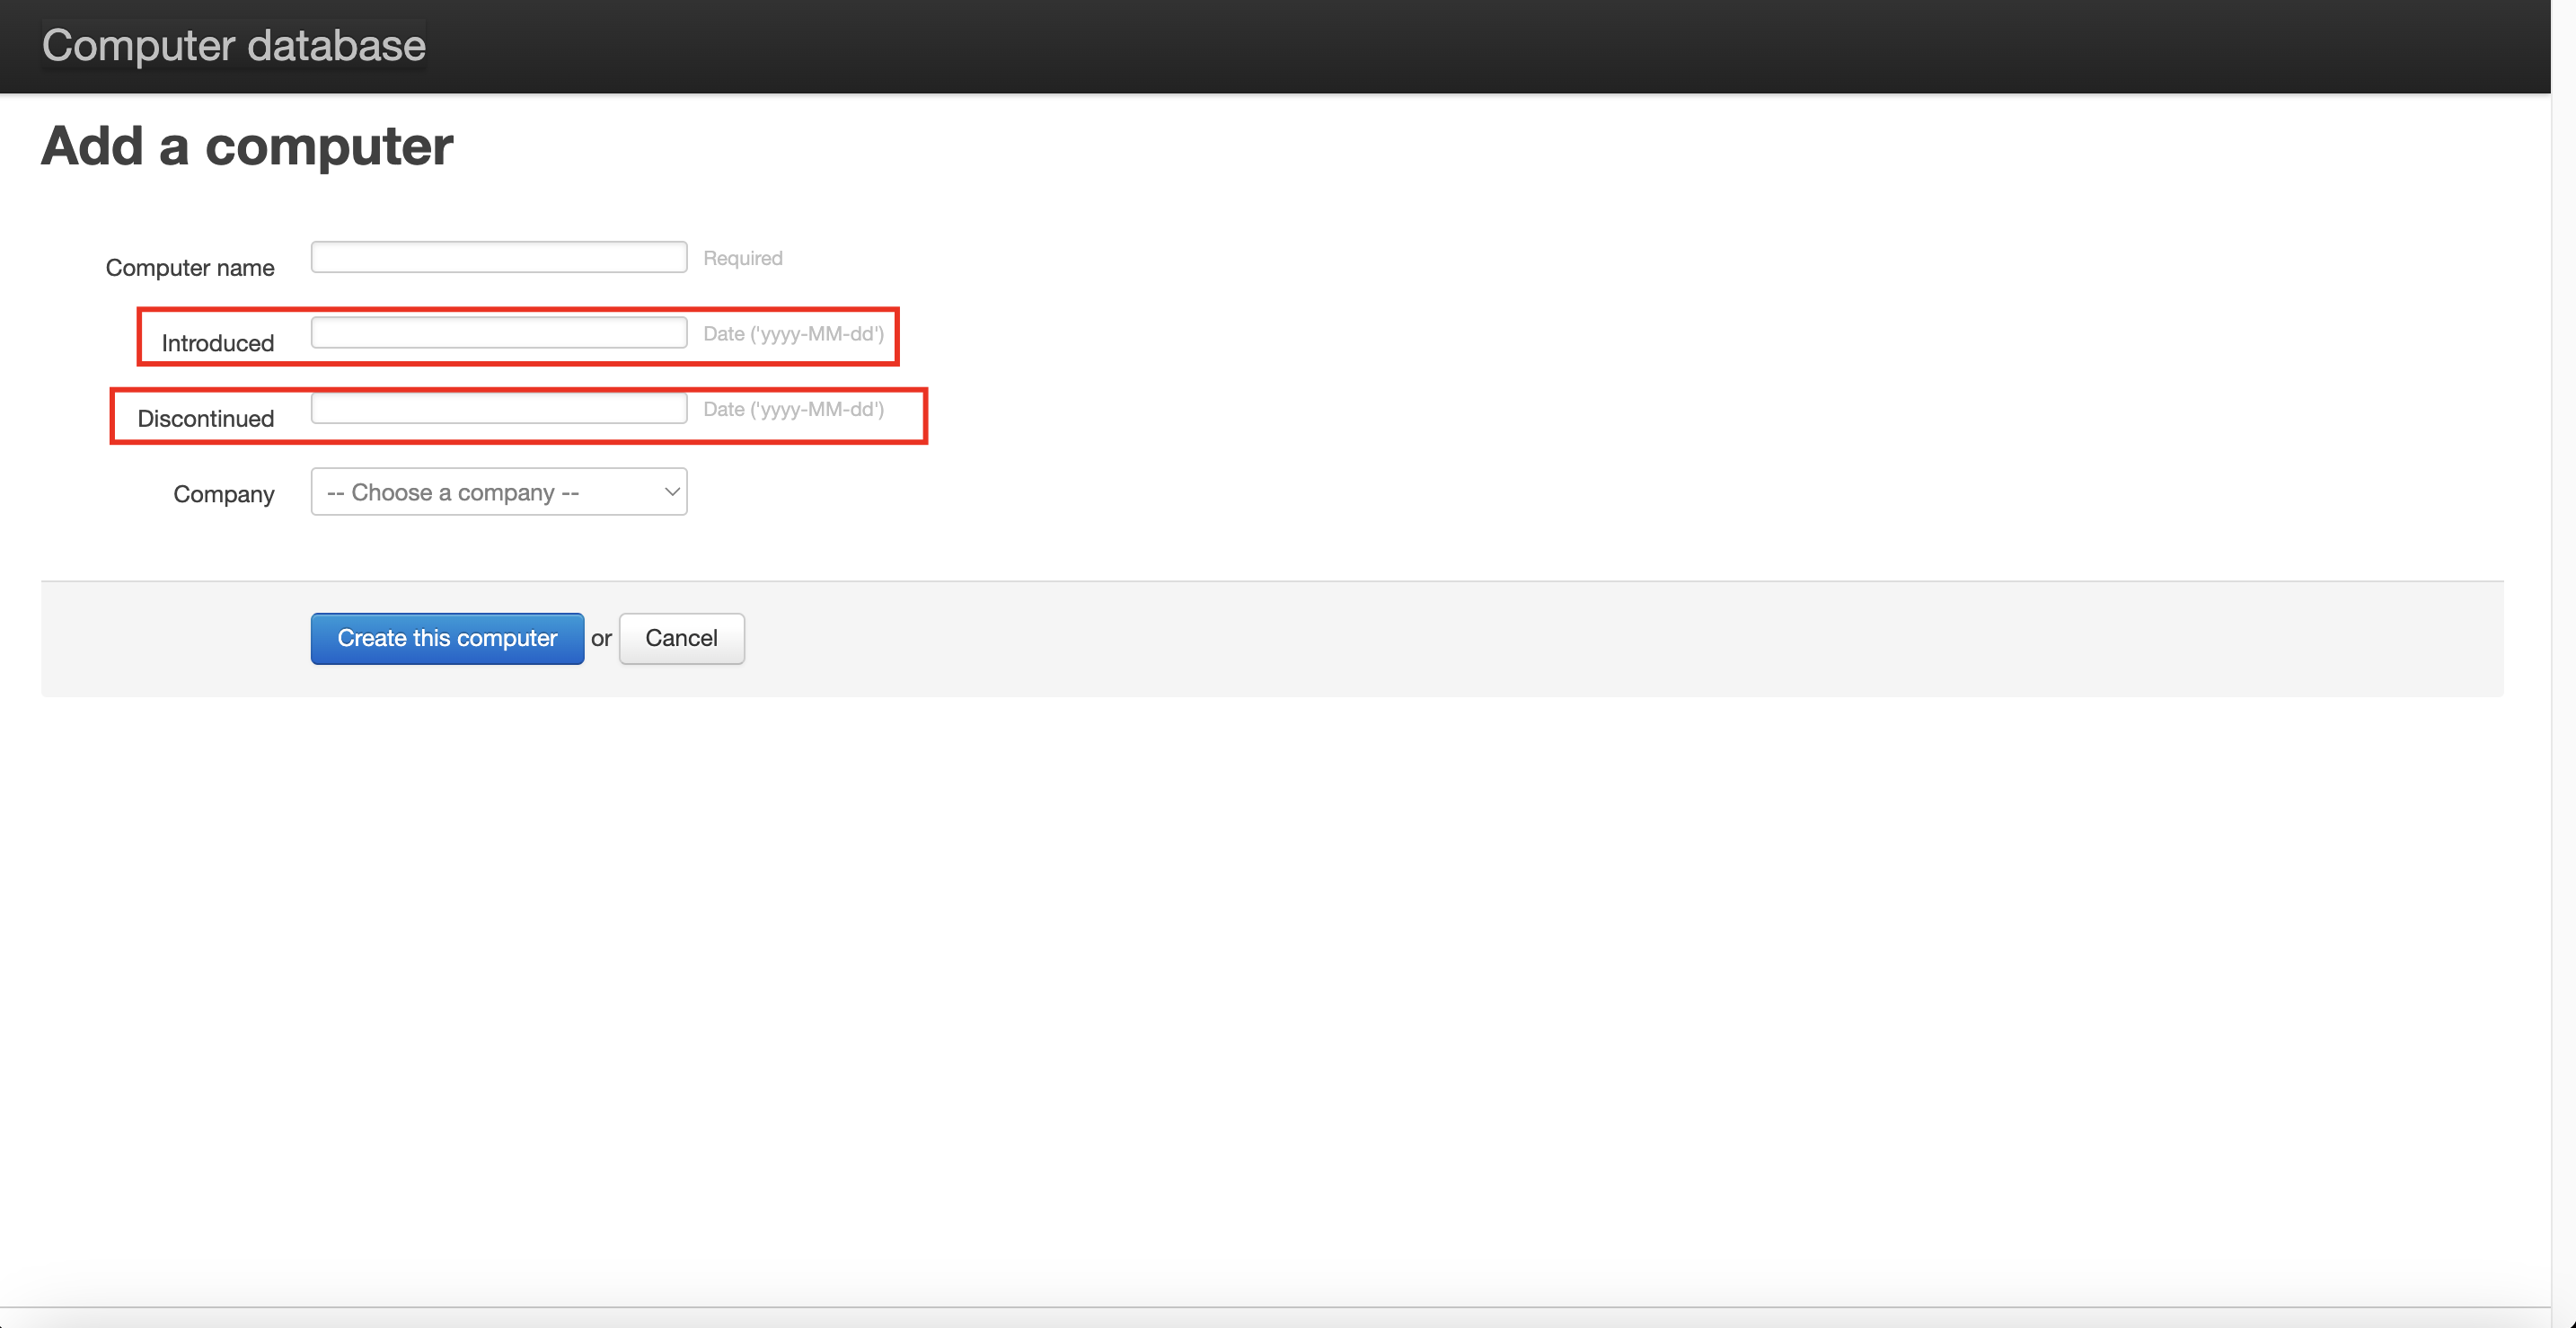 Computer database
Add a computer
Computer name Required
Introduced Date ('yyyy-MM-dd')
Discontinued Date ('yyyy-MM-dd')
Company -- Choose a company --
Create this computer or Cancel